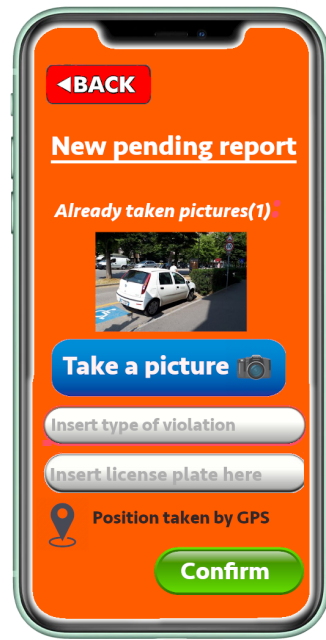 ◄BACK
New pending report
Already taken pictures(1):
Take a picture
Insert type of violation
Insert license plate here
Position taken by GPS
Confirm